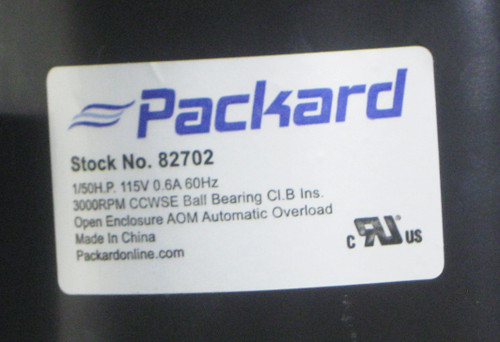 Packard
Stock No. 82702
1/50H.P. 115V 0.6A 60Hz
3000RPM CCWSE Ball Bearing Cl.B Ins.
Open Enclosure AOM Automatic Overload
Made In China
Packardonline.com
c RU US